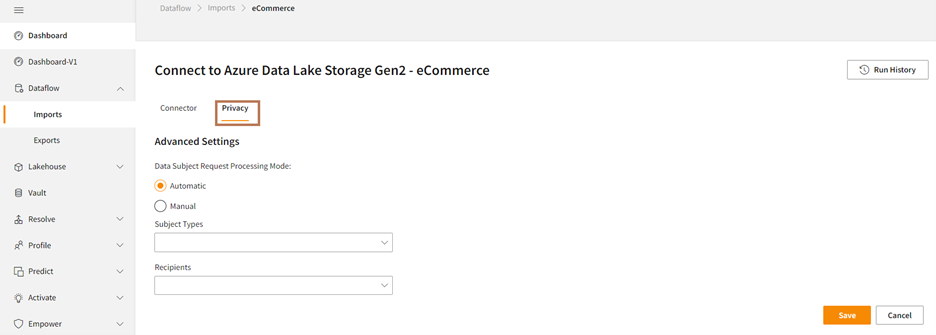 Dataflow > Imports > eCommerce
Dashboard
Dashboard-V1
Dataflow
Imports
Exports
Lakehouse
Vault
Resolve
Profile
Predict
Activate
Empower
Connect to Azure Data Lake Storage Gen2 - eCommerce
Run History
Connector Privacy
Advanced Settings
Data Subject Request Processing Mode:
Automatic
Manual
Subject Types
Recipients
Save Cancel